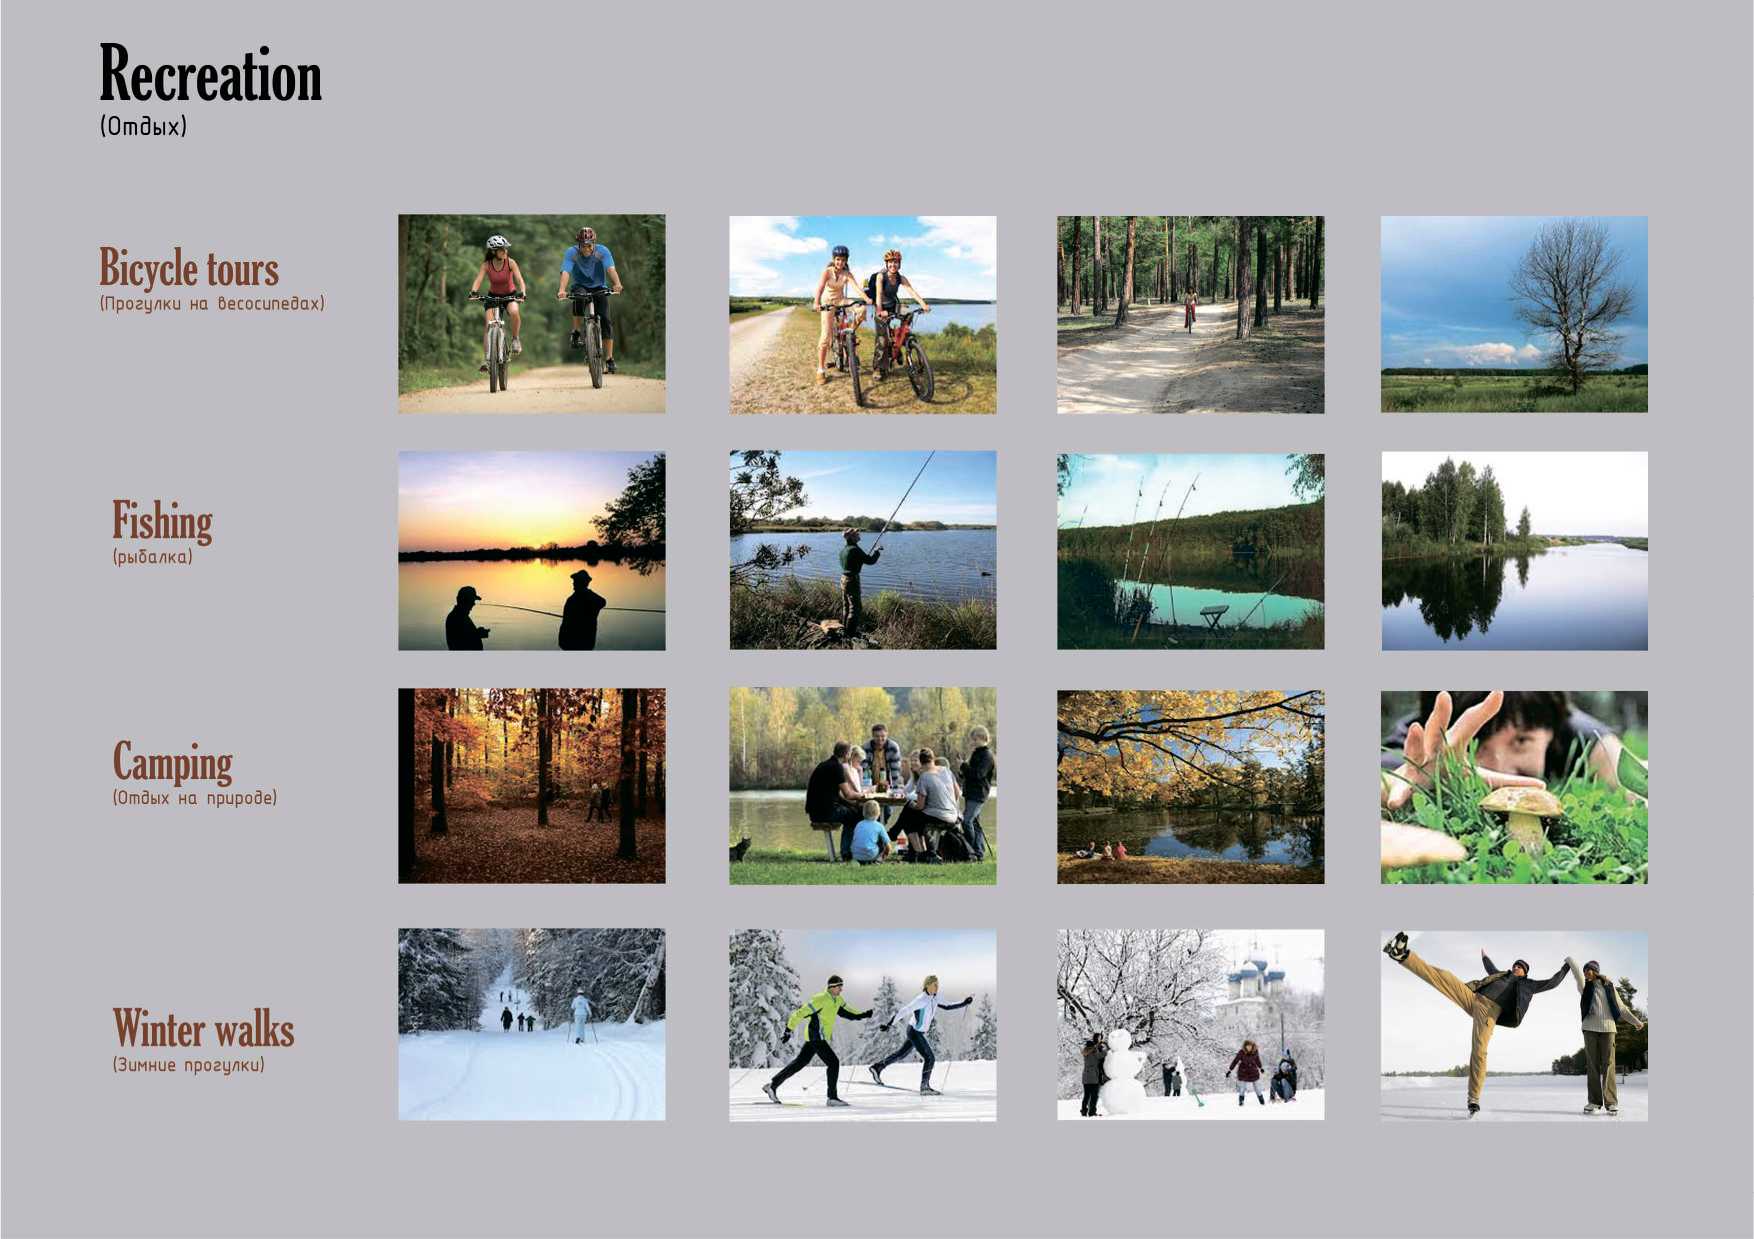 Recreation
(Отдых)
Bicycle tours
(Прогулки на весосипедах)
Fishing
(рыбалка)
Camping
(Отдых на природе)
Winter walks
(Зимние прогулки)